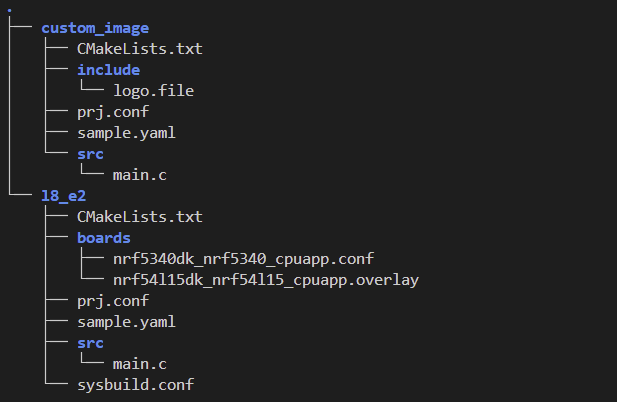 .
├── custom_image
│   ├── CMakeLists.txt
│   ├── include
│   │   └── logo.file
│   ├── prj.conf
│   ├── sample.yaml
│   └── src
│       └── main.c
└── l8_e2
    ├── CMakeLists.txt
    ├── boards
    │   ├── nrf5340dk_nrf5340_cpuapp.conf
    │   └── nrf54l15dk_nrf54l15_cpuapp.overlay
    ├── prj.conf
    ├── sample.yaml
    ├── src
    │   └── main.c
    └── sysbuild.conf